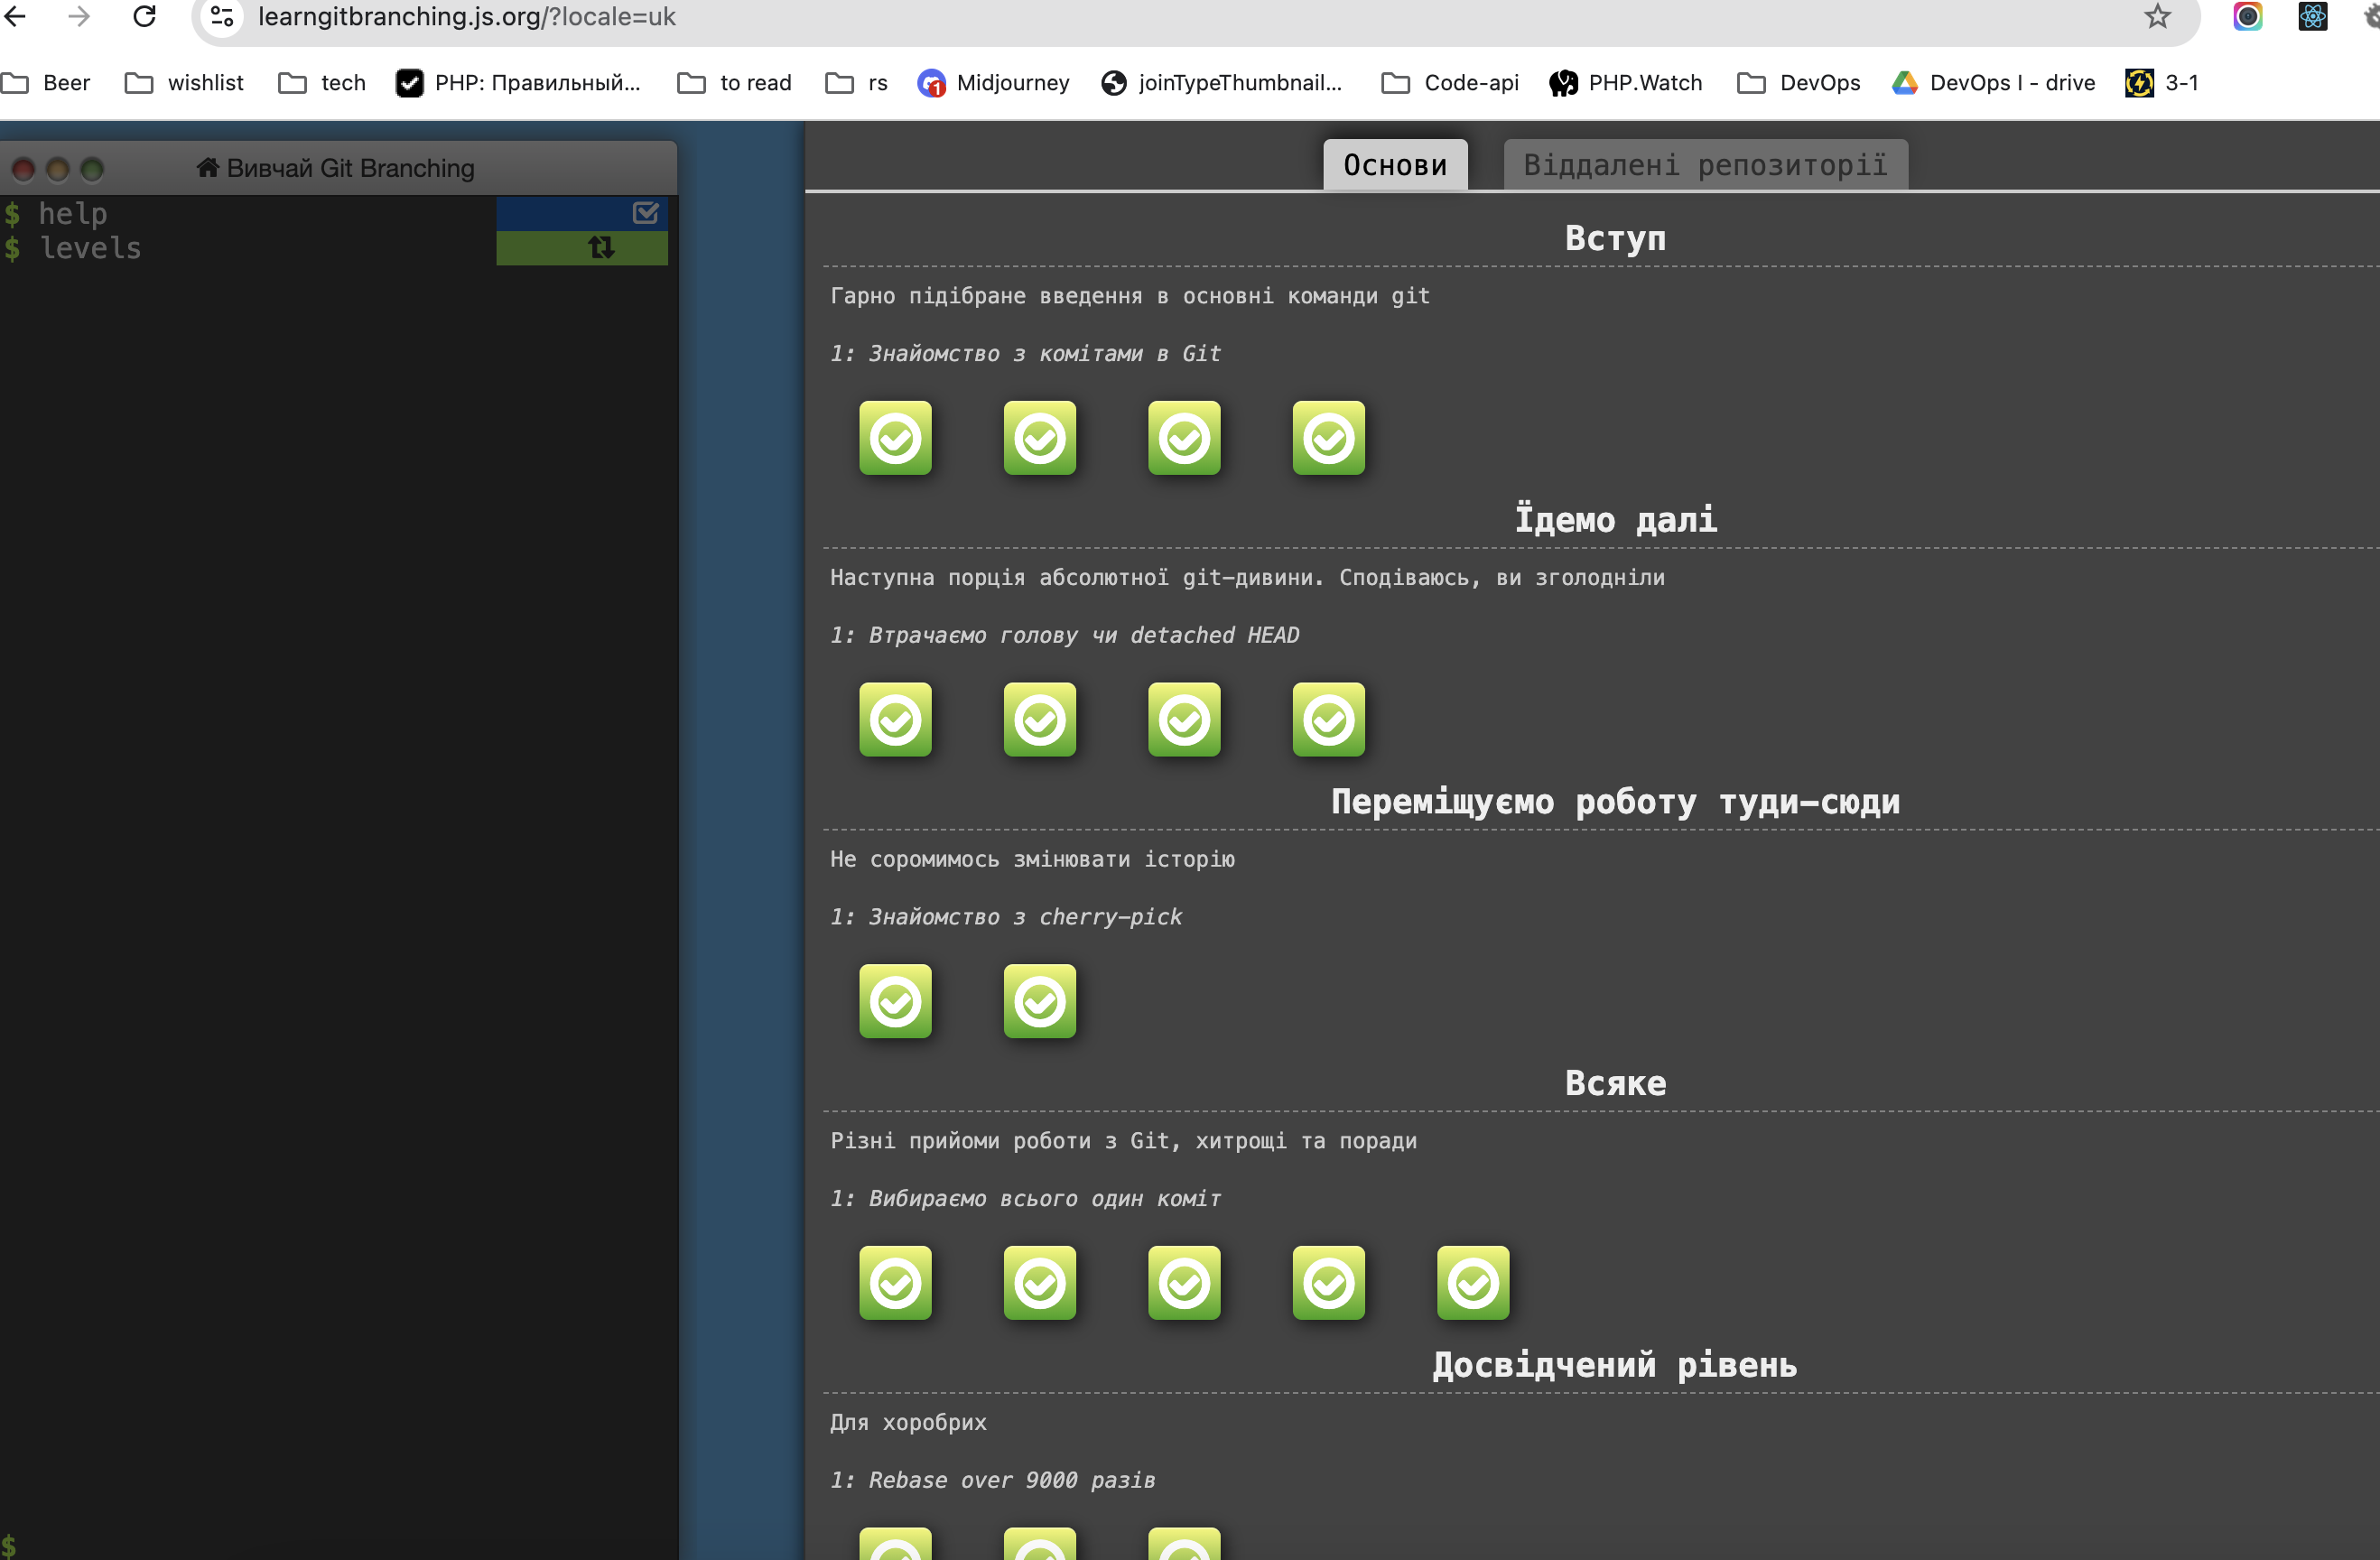 learngitbranching.js.org/?locale=uk
Beer wishlist tech PHP: Правильный... to read rs Midjourney joinTypeThumbnail... Code-api PHP.Watch DevOps DevOps I - drive 3-1
Вивчай Git Branching
$ help
$ levels
$
Основи Віддалені репозиторії
Вступ
Гарно підібране введення в основні команди git
1: Знайомство з комітами в Git
Їдемо далі
Наступна порція абсолютної git-дивини. Сподіваюсь, ви зголодніли
1: Втрачаємо голову чи detached HEAD
Переміщуємо роботу туди-сюди
Не соромимось змінювати історію
1: Знайомство з cherry-pick
Всяке
Різні прийоми роботи з Git, хитрощі та поради
1: Вибираємо всього один коміт
Досвідчений рівень
Для хоробрих
1: Rebase over 9000 разів